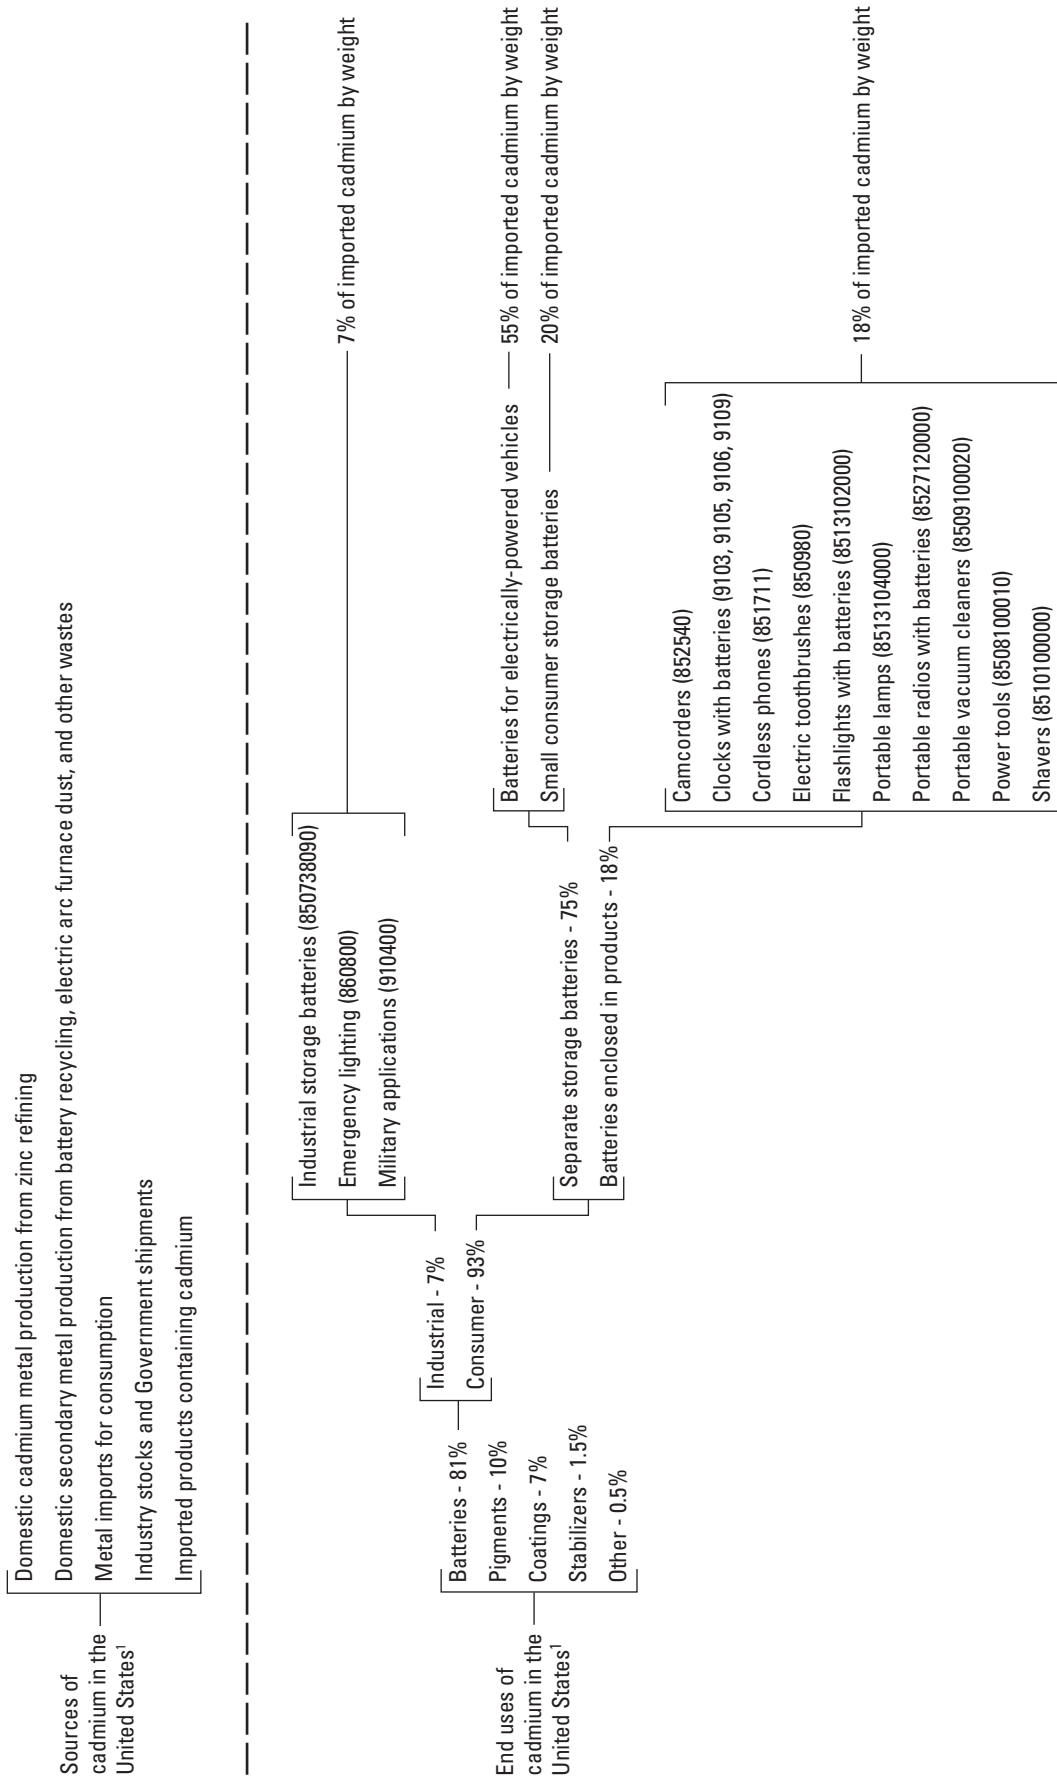 Sources of
cadmium in the
United States¹
Domestic cadmium metal production from zinc refining
Domestic secondary metal production from battery recycling, electric arc furnace dust, and other wastes
Metal imports for consumption
Industry stocks and Government shipments
Imported products containing cadmium
End uses of
cadmium in the
United States¹
Batteries - 81%
Pigments - 10%
Coatings - 7%
Stabilizers - 1.5%
Other - 0.5%
Industrial - 7%
Consumer - 93%
Industrial storage batteries (850738090)
Emergency lighting (860800)
Military applications (910400)
7% of imported cadmium by weight
Separate storage batteries - 75%
Batteries enclosed in products - 18%
Batteries for electrically-powered vehicles
55% of imported cadmium by weight
Small consumer storage batteries
20% of imported cadmium by weight
Camcorders (852540)
Clocks with batteries (9103, 9105, 9106, 9109)
Cordless phones (851711)
Electric toothbrushes (850980)
Flashlights with batteries (8513102000)
Portable lamps (8513104000)
Portable radios with batteries (8527120000)
Portable vacuum cleaners (8509100020)
Power tools (8508100010)
Shavers (8510100000)
18% of imported cadmium by weight